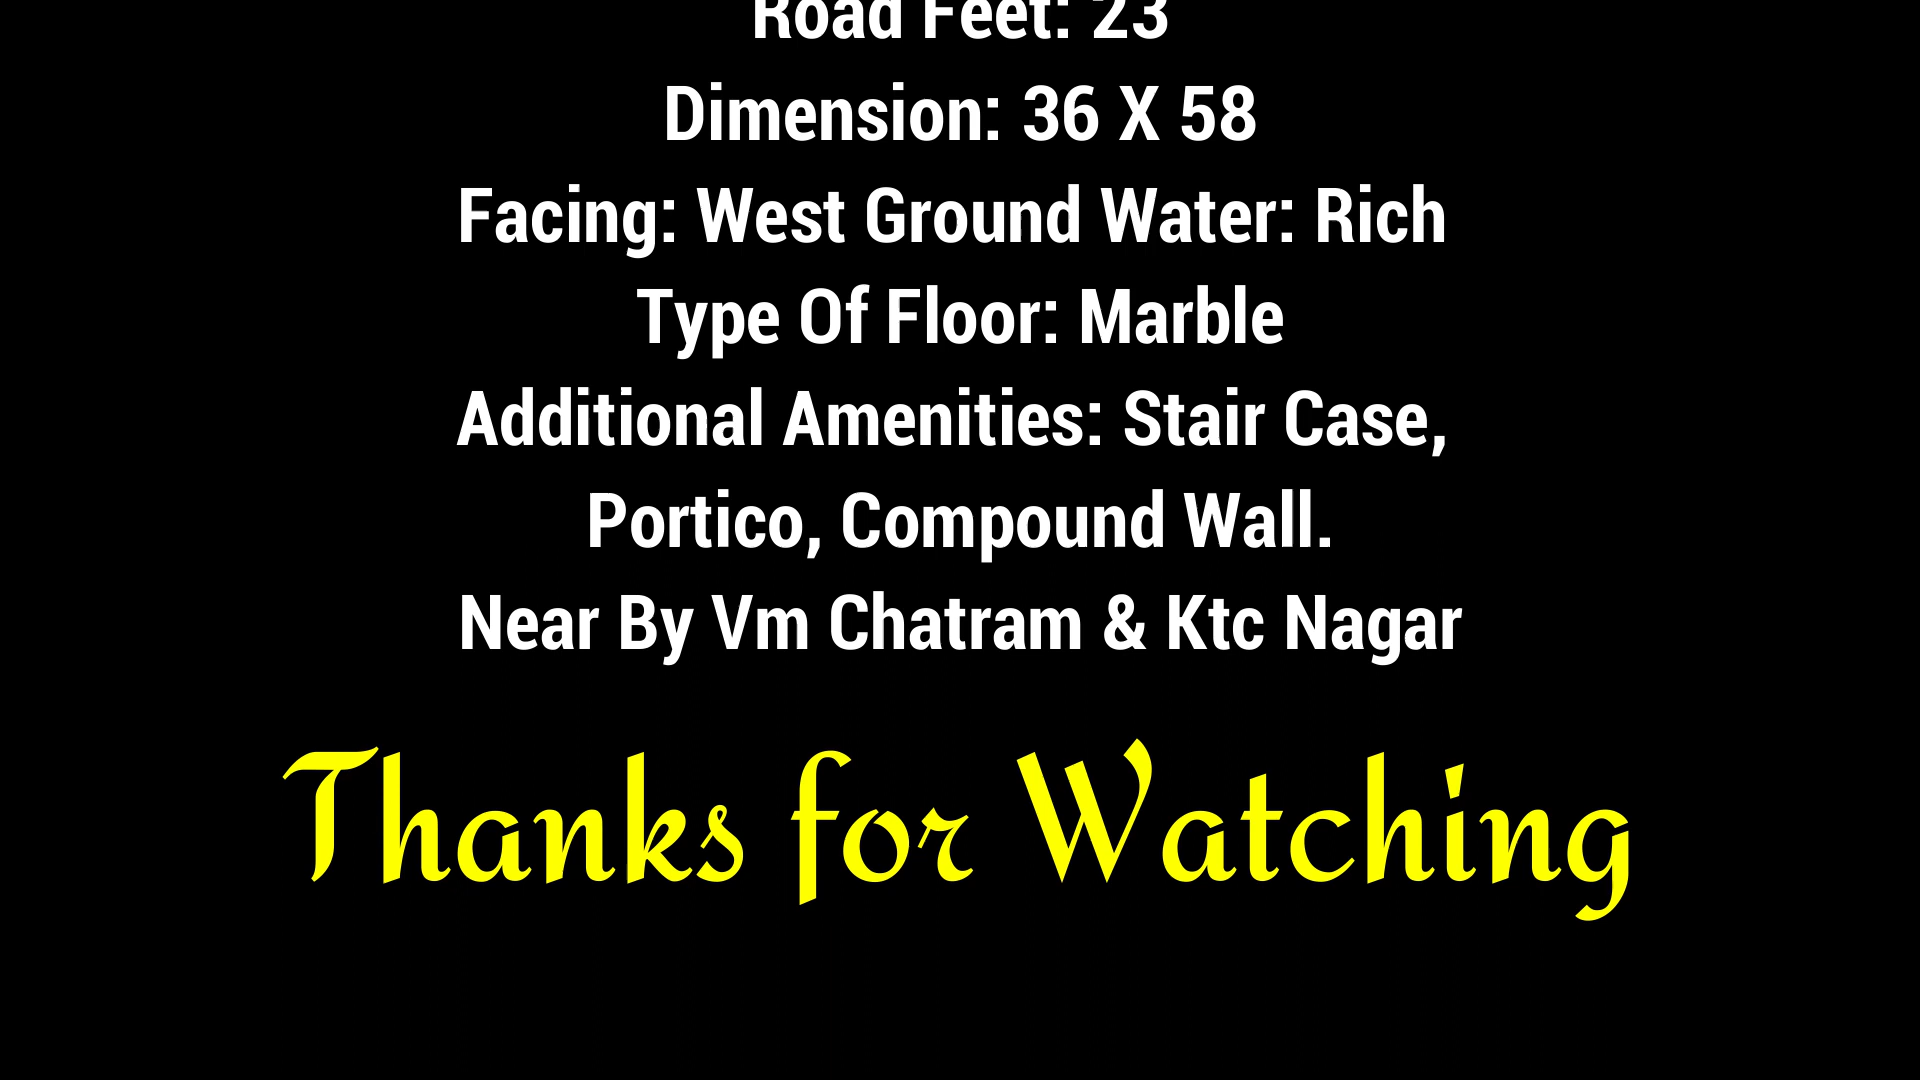 Road Feet: 23
Dimension: 36 X 58
Facing: West Ground Water: Rich
Type Of Floor: Marble
Additional Amenities: Stair Case,
Portico, Compound Wall.
Near By Vm Chatram & Ktc Nagar
Thanks for Watching